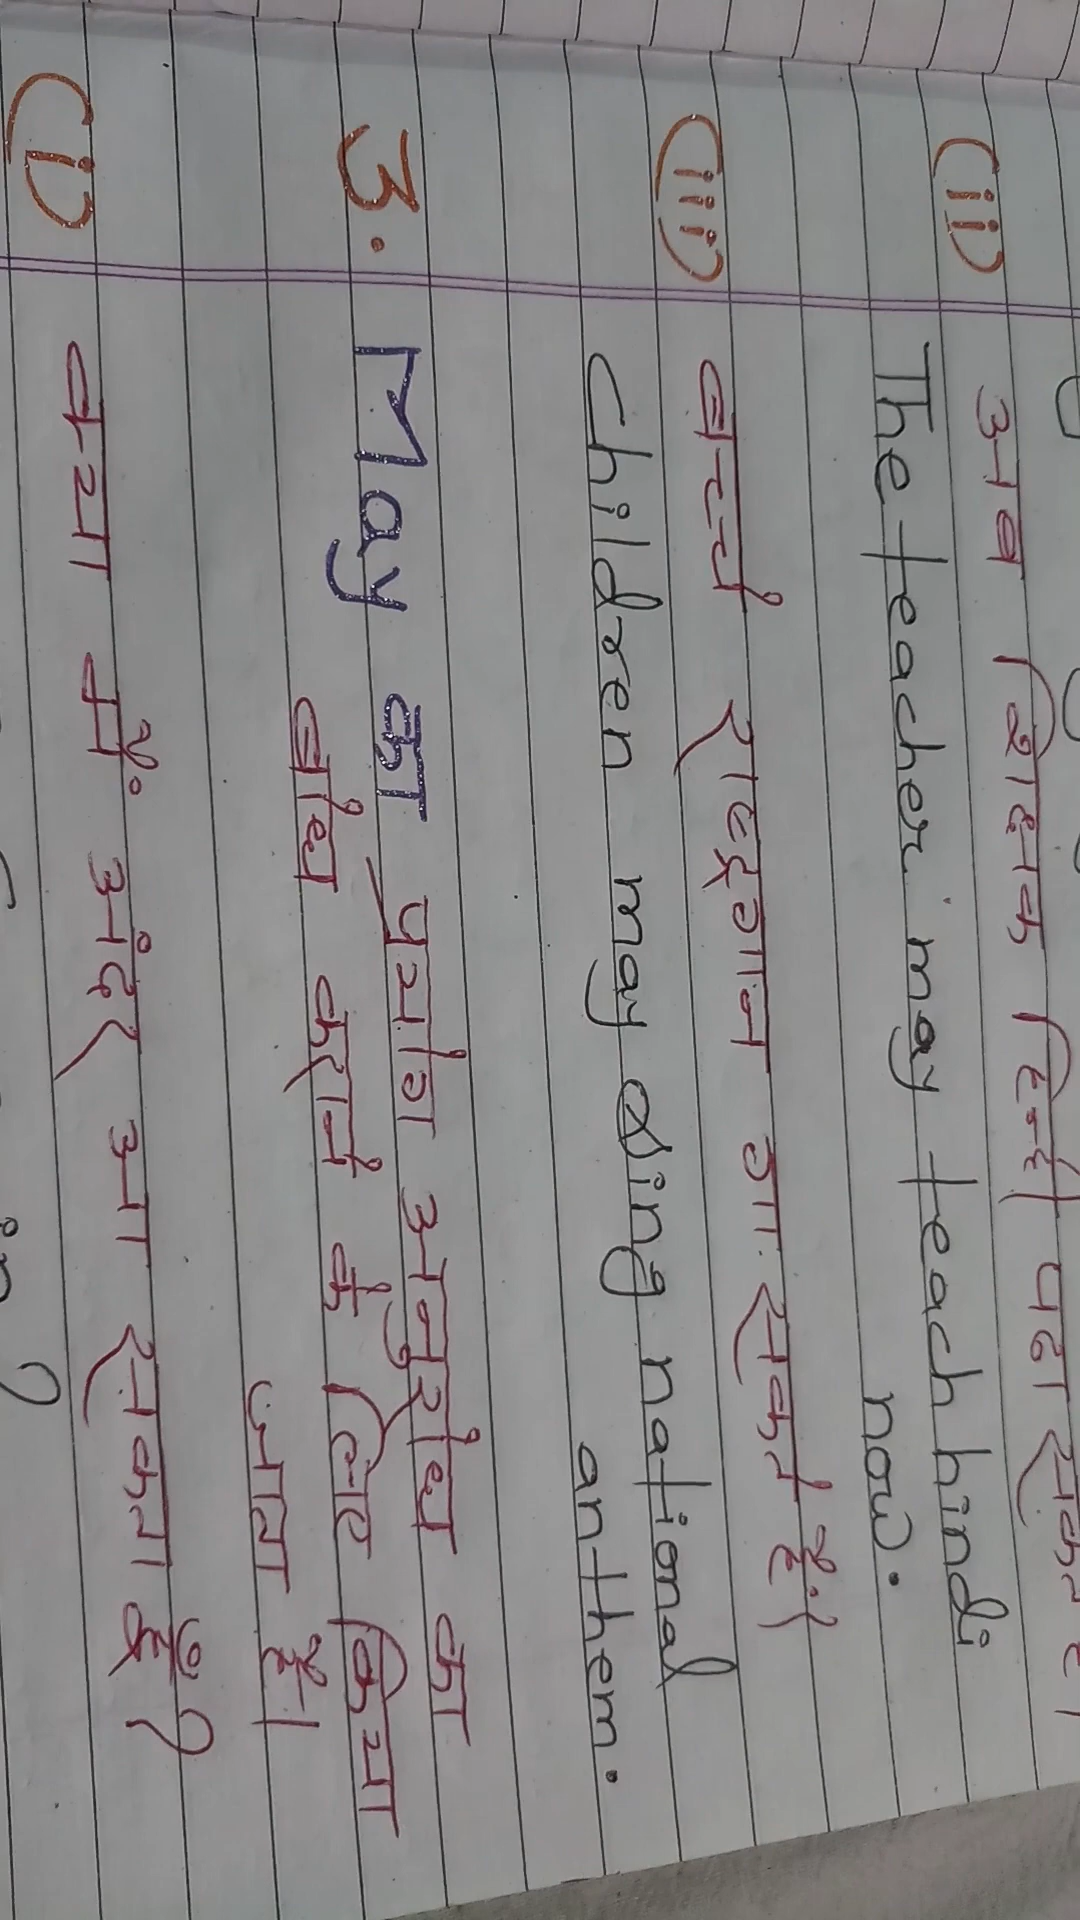 (ii) अब शिक्षक हिन्दी पढा सकते है।
The teacher may teach hindi
now.
(iii) बच्चे राष्ट्रगान गा सकते हैं।
children may sing national
anthem.
3. May का प्रयोग अनुरोध का
बोध कराने के लिए किया
जाता है।
(i) क्या मैं अंदर आ सकता हूँ?
in?